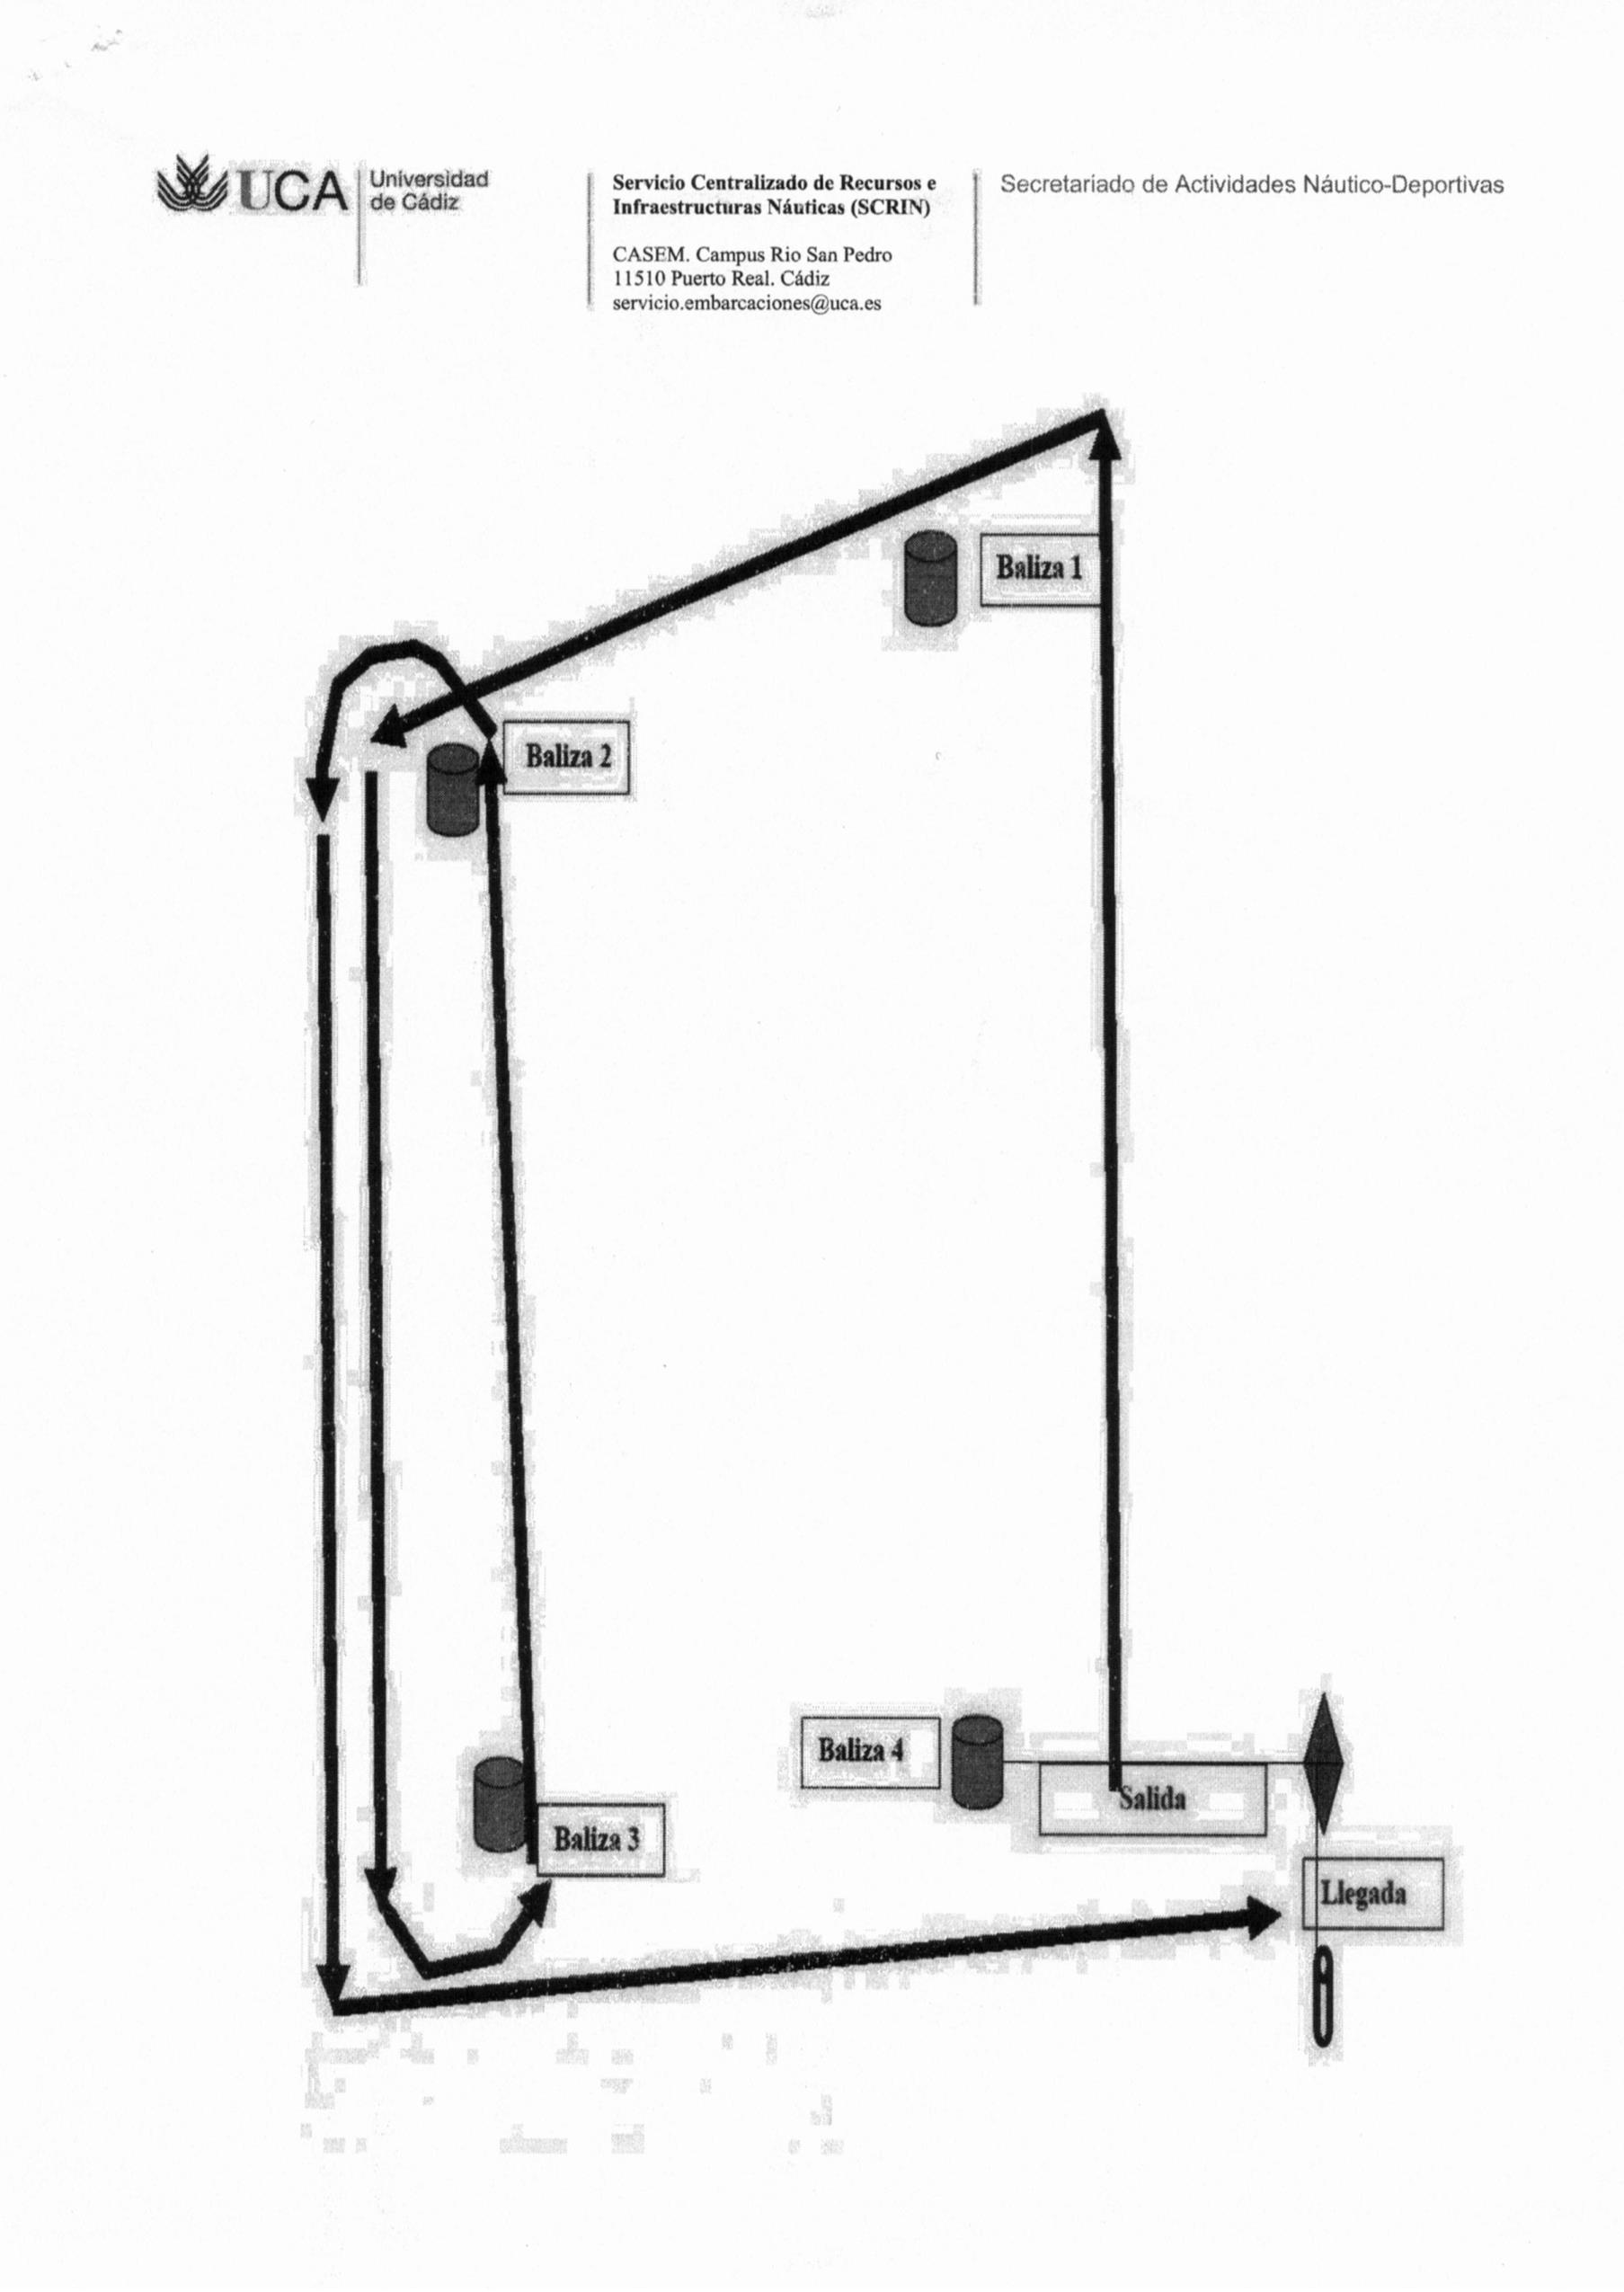 UCA
Universidad
de Cádiz
Servicio Centralizado de Recursos e
Infraestructuras Náuticas (SCRIN)
CASEM. Campus Rio San Pedro
11510 Puerto Real. Cádiz
servicio.embarcaciones@uca.es
Secretariado de Actividades Náutico-Deportivas
Baliza 1
Baliza 2
Baliza 4
Salida
Baliza 3
Llegada